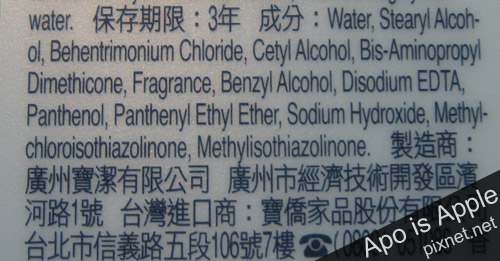 water. 保存期限：3年 成分：Water, Stearyl Alcoh-
ol, Behentrimonium Chloride, Cetyl Alcohol, Bis-Aminopropyl
Dimethicone, Fragrance, Benzyl Alcohol, Disodium EDTA,
Panthenol, Panthenyl Ethyl Ether, Sodium Hydroxide, Methyl-
chloroisothiazolinone, Methylisothiazolinone. 製造商：
廣州寶潔有限公司 廣州市經濟技術開發區濱
河路1號 台灣進口商：寶僑家品股份有限
台北市信義路五段106號7樓 ☎(080
Apo is Apple
pixnet.net